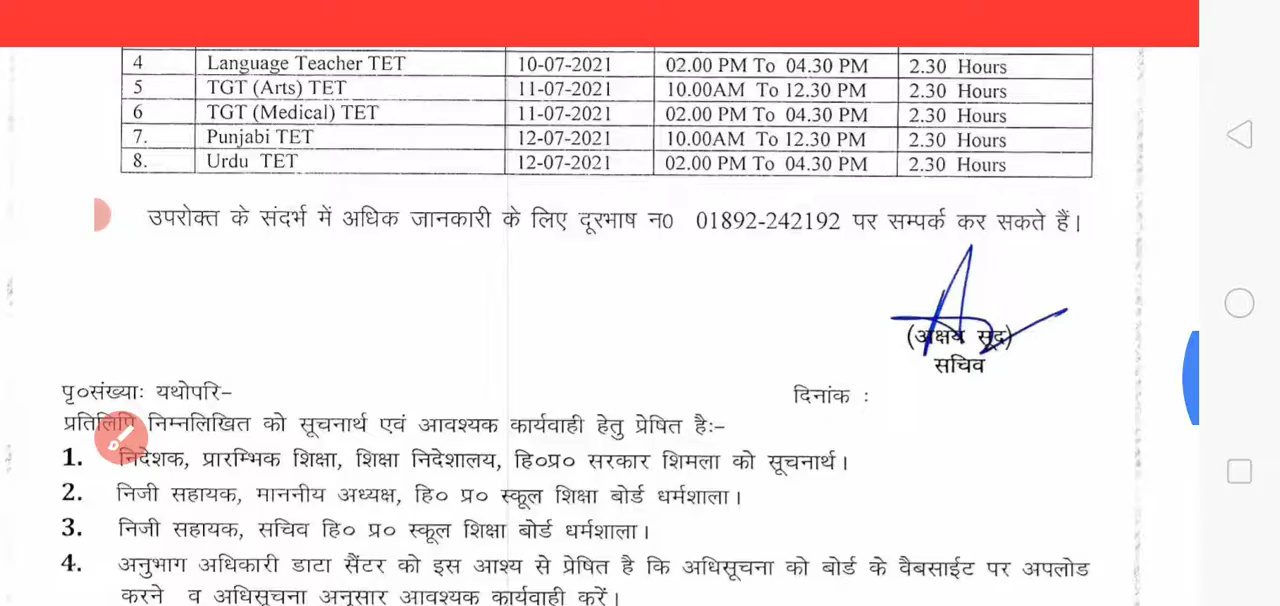 4 Language Teacher TET 10-07-2021 02.00 PM To 04.30 PM 2.30 Hours
5 TGT (Arts) TET 11-07-2021 10.00AM To 12.30 PM 2.30 Hours
6 TGT (Medical) TET 11-07-2021 02.00 PM To 04.30 PM 2.30 Hours
7. Punjabi TET 12-07-2021 10.00AM To 12.30 PM 2.30 Hours
8. Urdu TET 12-07-2021 02.00 PM To 04.30 PM 2.30 Hours
उपरोक्त के संदर्भ में अधिक जानकारी के लिए दूरभाष न0 01892-242192 पर सम्पर्क कर सकते हैं।
(अक्षय सूद)
सचिव
पृ०संख्याः यथोपरि-
दिनांक :
प्रतिलिपि निम्नलिखित को सूचनार्थ एवं आवश्यक कार्यवाही हेतु प्रेषित हैः-
1. निदेशक, प्रारम्भिक शिक्षा, शिक्षा निदेशालय, हि०प्र० सरकार शिमला को सूचनार्थ।
2. निजी सहायक, माननीय अध्यक्ष, हि० प्र० स्कूल शिक्षा बोर्ड धर्मशाला।
3. निजी सहायक, सचिव हि० प्र० स्कूल शिक्षा बोर्ड धर्मशाला।
4. अनुभाग अधिकारी डाटा सैंटर को इस आश्य से प्रेषित है कि अधिसूचना को बोर्ड के वैबसाईट पर अपलोड
करने व अधिसूचना अनुसार आवश्यक कार्यवाही करें।